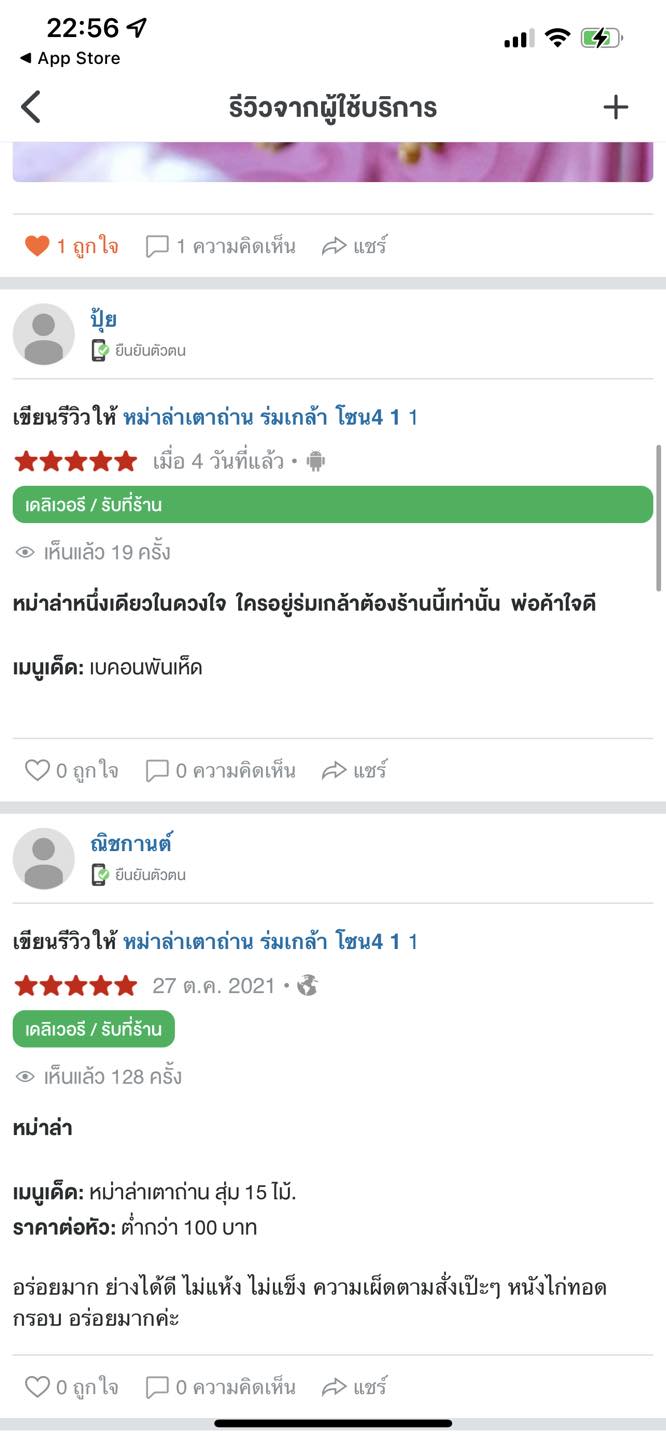 22:56
App Store
รีวิวจากผู้ใช้บริการ
1 ถูกใจ 1 ความคิดเห็น แชร์
ปุ้ย
ยืนยันตัวตน
เขียนรีวิวให้ หม่าล่าเตาถ่าน ร่มเกล้า โซน4 1 1
เมื่อ 4 วันที่แล้ว •
เดลิเวอรี / รับที่ร้าน
เห็นแล้ว 19 ครั้ง
หม่าล่าหนึ่งเดียวในดวงใจ ใครอยู่ร่มเกล้าต้องร้านนี้เท่านั้น พ่อค้าใจดี
เมนูเด็ด: เบคอนพันเห็ด
0 ถูกใจ 0 ความคิดเห็น แชร์
ณิชกานต์
ยืนยันตัวตน
เขียนรีวิวให้ หม่าล่าเตาถ่าน ร่มเกล้า โซน4 1 1
27 ต.ค. 2021 •
เดลิเวอรี / รับที่ร้าน
เห็นแล้ว 128 ครั้ง
หม่าล่า
เมนูเด็ด: หม่าล่าเตาถ่าน สุ่ม 15 ไม้.
ราคาต่อหัว: ต่ำกว่า 100 บาท
อร่อยมาก ย่างได้ดี ไม่แห้ง ไม่แข็ง ความเผ็ดตามสั่งเป๊ะๆ หนังไก่ทอด
กรอบ อร่อยมากค่ะ
0 ถูกใจ 0 ความคิดเห็น แชร์